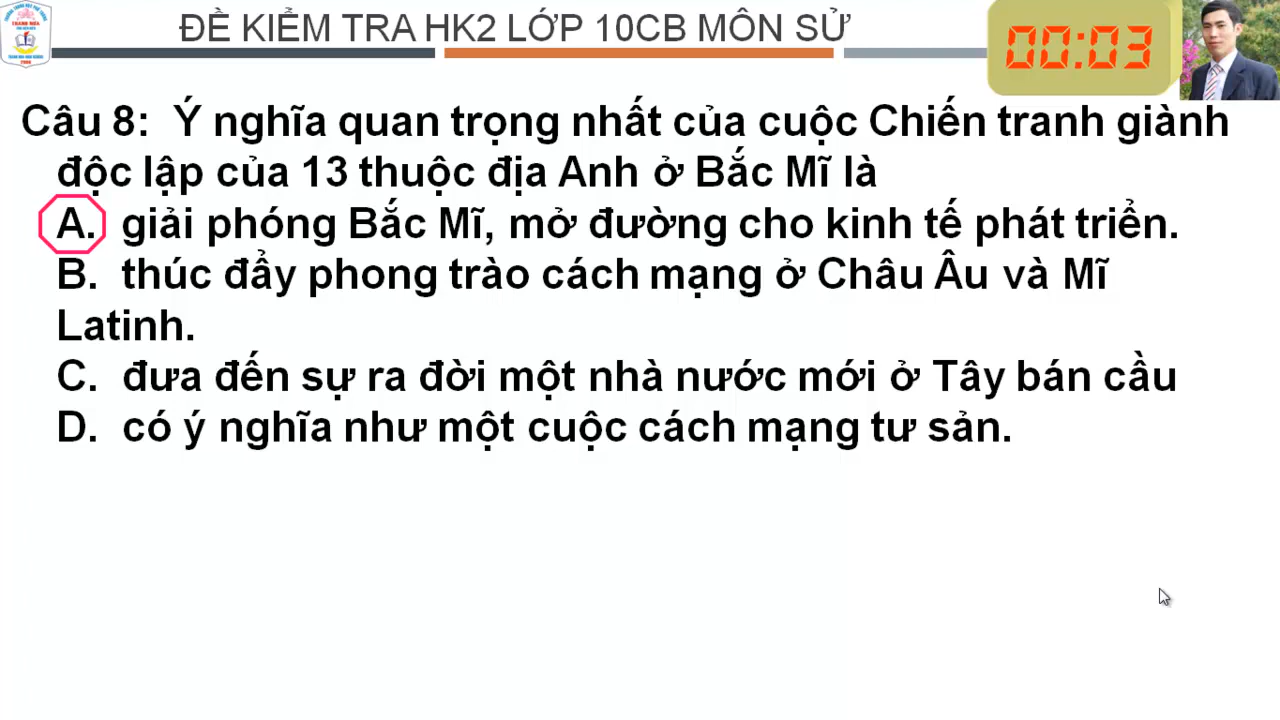 ĐỀ KIỂM TRA HK2 LỚP 10CB MÔN SỬ
00:03
THANH HÓA
Câu 8: Ý nghĩa quan trọng nhất của cuộc Chiến tranh giành
độc lập của 13 thuộc địa Anh ở Bắc Mĩ là
A. giải phóng Bắc Mĩ, mở đường cho kinh tế phát triển.
B. thúc đẩy phong trào cách mạng ở Châu Âu và Mĩ
Latinh.
C. đưa đến sự ra đời một nhà nước mới ở Tây bán cầu
D. có ý nghĩa như một cuộc cách mạng tư sản.